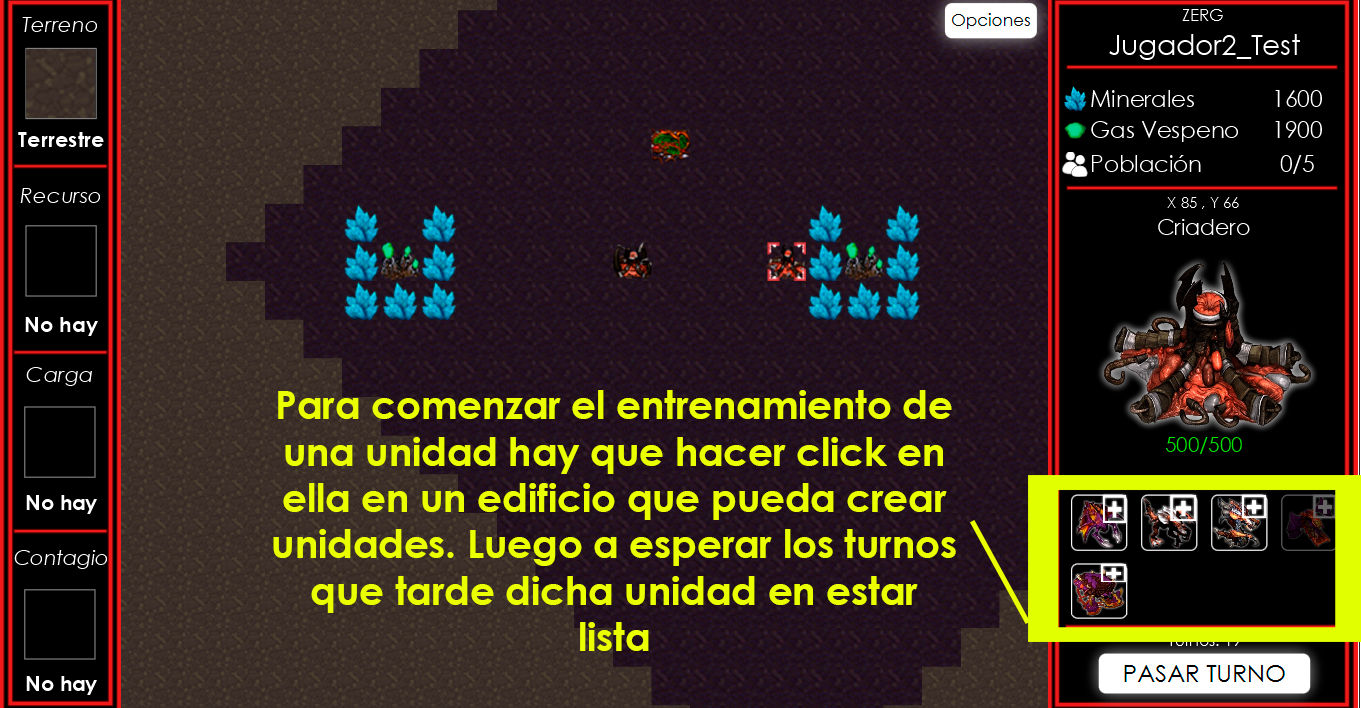 Terreno
Terrestre
Recurso
No hay
Carga
No hay
Contagio
No hay
Opciones
Para comenzar el entrenamiento de
una unidad hay que hacer click en
ella en un edificio que pueda crear
unidades. Luego a esperar los turnos
que tarde dicha unidad en estar
lista
ZERG
Jugador2_Test
Minerales 1600
Gas Vespeno 1900
Población 0/5
X 85 , Y 66
Criadero
500/500
PASAR TURNO